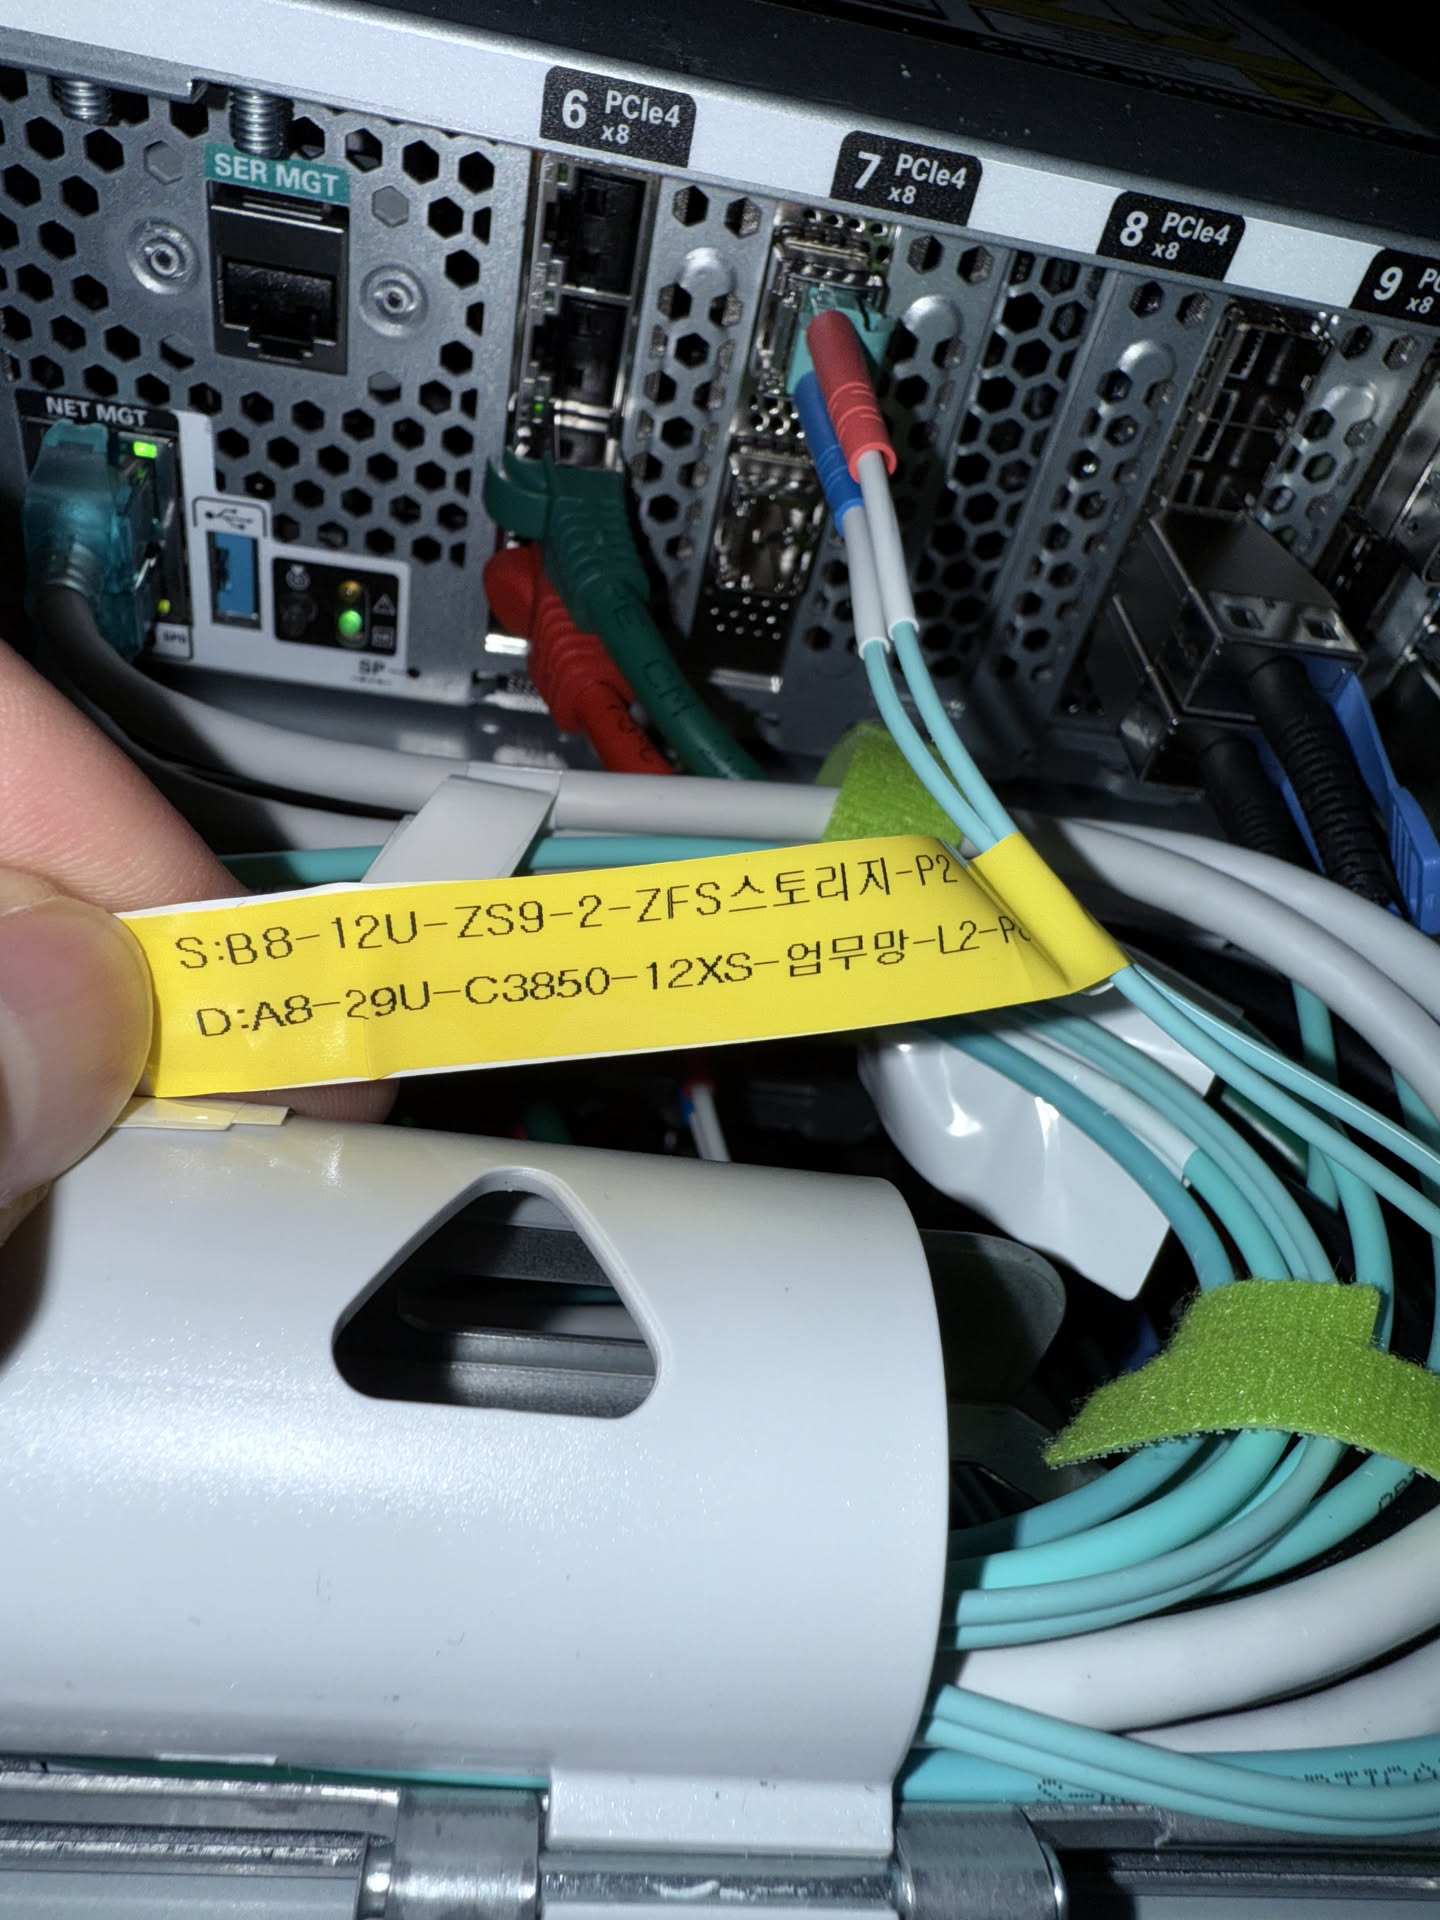 6 PCIe4
x8
7 PCIe4
x8
8 PCIe4
x8
9
x8
SER MGT
NET MGT
SP
S:B8-12U-ZS9-2-ZFS스토리지-P2
D:A8-29U-C3850-12XS-업무망-L2-P